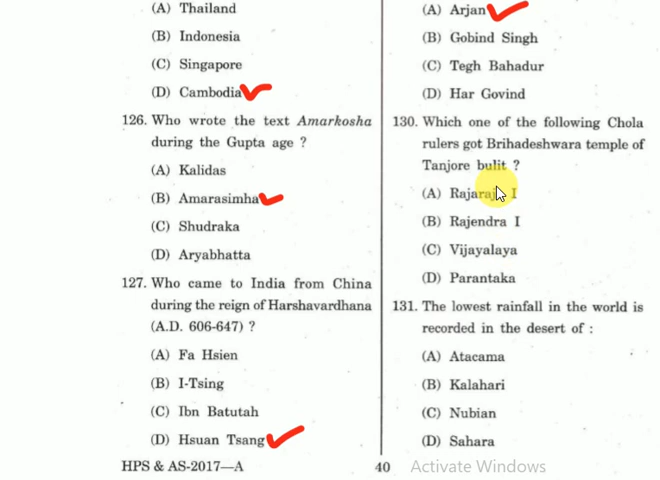 (A) Thailand
(B) Indonesia
(C) Singapore
(D) Cambodia
126. Who wrote the text Amarkosha
during the Gupta age ?
(A) Kalidas
(B) Amarasimha
(C) Shudraka
(D) Aryabhatta
127. Who came to India from China
during the reign of Harshavardhana
(A.D. 606-647) ?
(A) Fa Hsien
(B) I-Tsing
(C) Ibn Batutah
(D) Hsuan Tsang
(A) Arjan
(B) Gobind Singh
(C) Tegh Bahadur
(D) Har Govind
130. Which one of the following Chola
rulers got Brihadeshwara temple of
Tanjore bulit ?
(A) Rajaraja I
(B) Rajendra I
(C) Vijayalaya
(D) Parantaka
131. The lowest rainfall in the world is
recorded in the desert of :
(A) Atacama
(B) Kalahari
(C) Nubian
(D) Sahara
HPS & AS-2017—A
40
Activate Windows